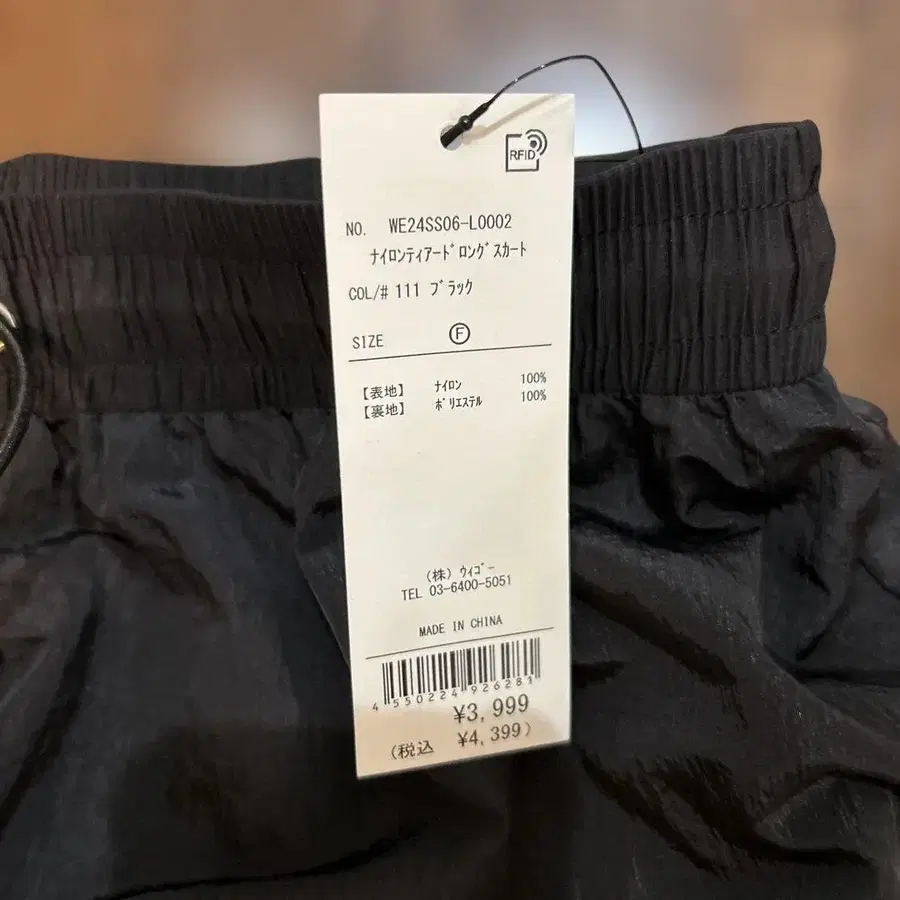 RFID
NO. WE24SS06-L0002
ﾅｲﾛﾝﾃｨｱｰﾄﾞﾛﾝｸﾞｽｶｰﾄ
COL/# 111 ﾌﾞﾗｯｸ
SIZE Ⓕ
【表地】 ﾅｲﾛﾝ 100%
【裏地】 ﾎﾟﾘｴｽﾃﾙ 100%
(株) ｳｨｺﾞｰ
TEL 03-6400-5051
MADE IN CHINA
4 550224 926281
¥3,999
(税込 ¥4,399)